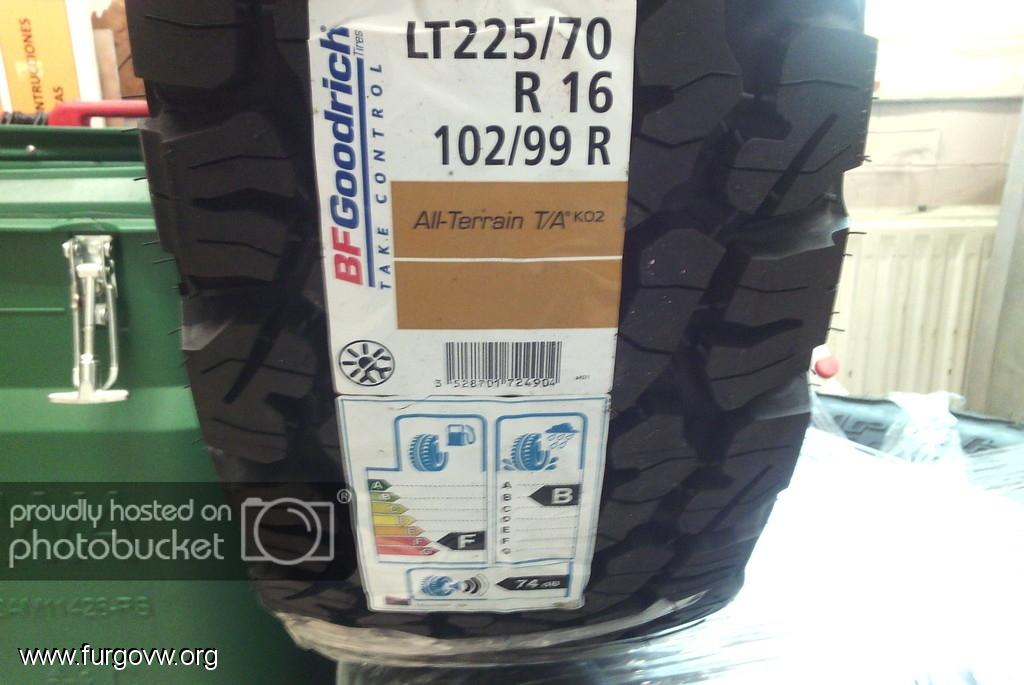 LT225/70
R 16
102/99 R
BFGoodrich®
Tires
TAKE CONTROL
All-Terrain T/A® KO2
3 528701 724904
A
B
C
D
E
F
G
F
A
B
C
D
E
F
G
B
74 dB
proudly hosted on
photobucket®
www.furgovw.org